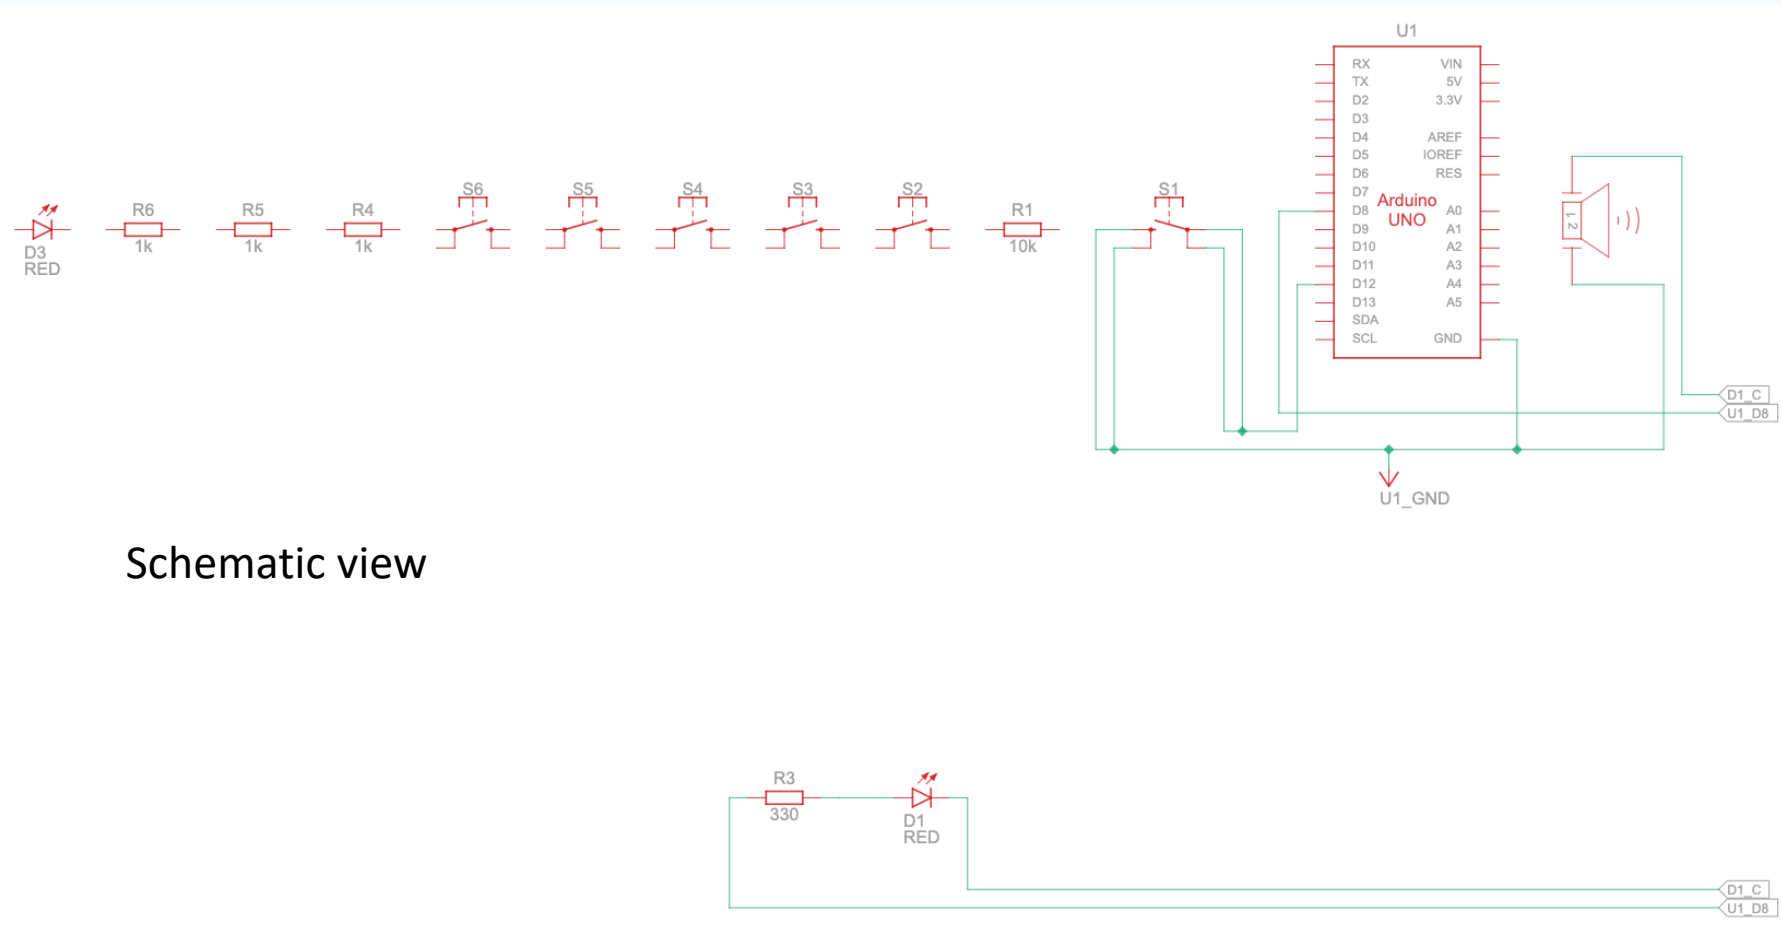 U1
RX VIN
TX 5V
D2 3.3V
D3
D4 AREF
D5 IOREF
D6 RES
D7
Arduino
UNO
D8 A0
D9 A1
D10 A2
D11 A3
D12 A4
D13 A5
SDA
SCL GND
1
2
S6 S5 S4 S3 S2 S1
R6 R5 R4 R1
1k 1k 1k 10k
D3
RED
D1_C
U1_D8
U1_GND
Schematic view
R3
330
D1
RED
D1_C
U1_D8